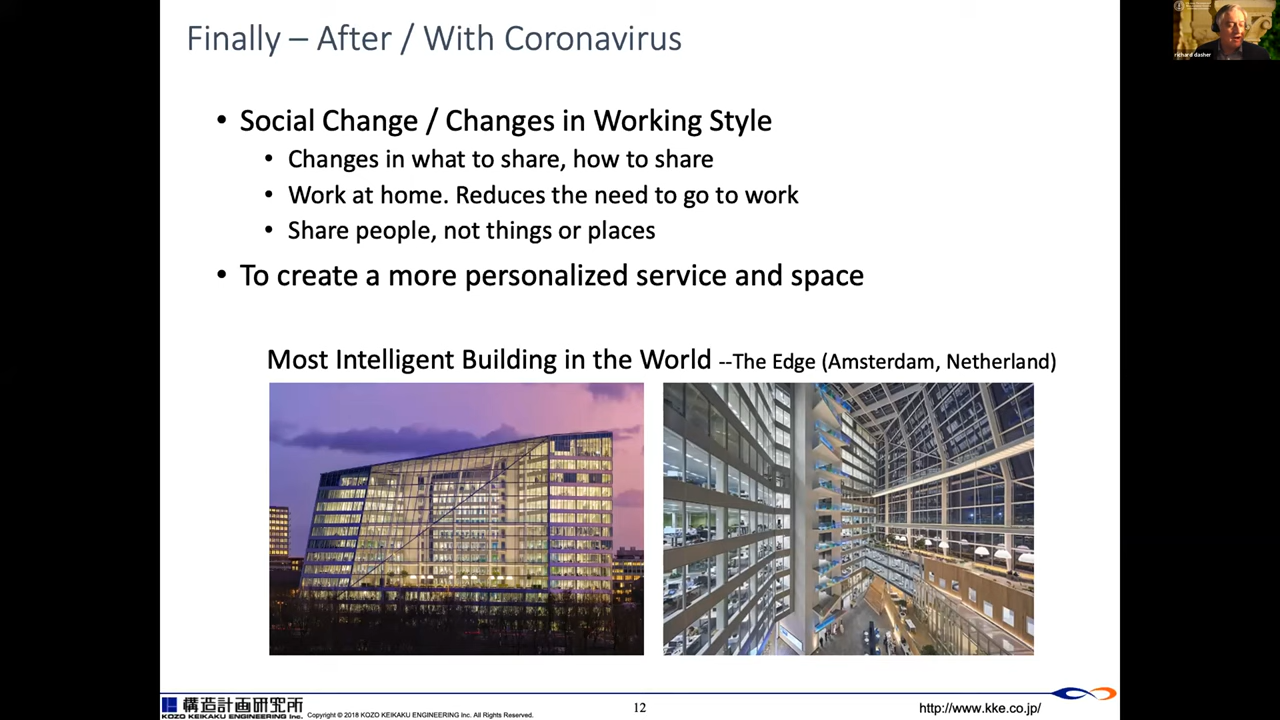 Finally – After / With Coronavirus
richard dasher
• Social Change / Changes in Working Style
• Changes in what to share, how to share
• Work at home. Reduces the need to go to work
• Share people, not things or places
• To create a more personalized service and space
Most Intelligent Building in the World --The Edge (Amsterdam, Netherland)
構造計画研究所
KOZO KEIKAKU ENGINEERING Inc.
Copyright © 2018 KOZO KEIKAKU ENGINEERING Inc. All Rights Reserved.
12
http://www.kke.co.jp/